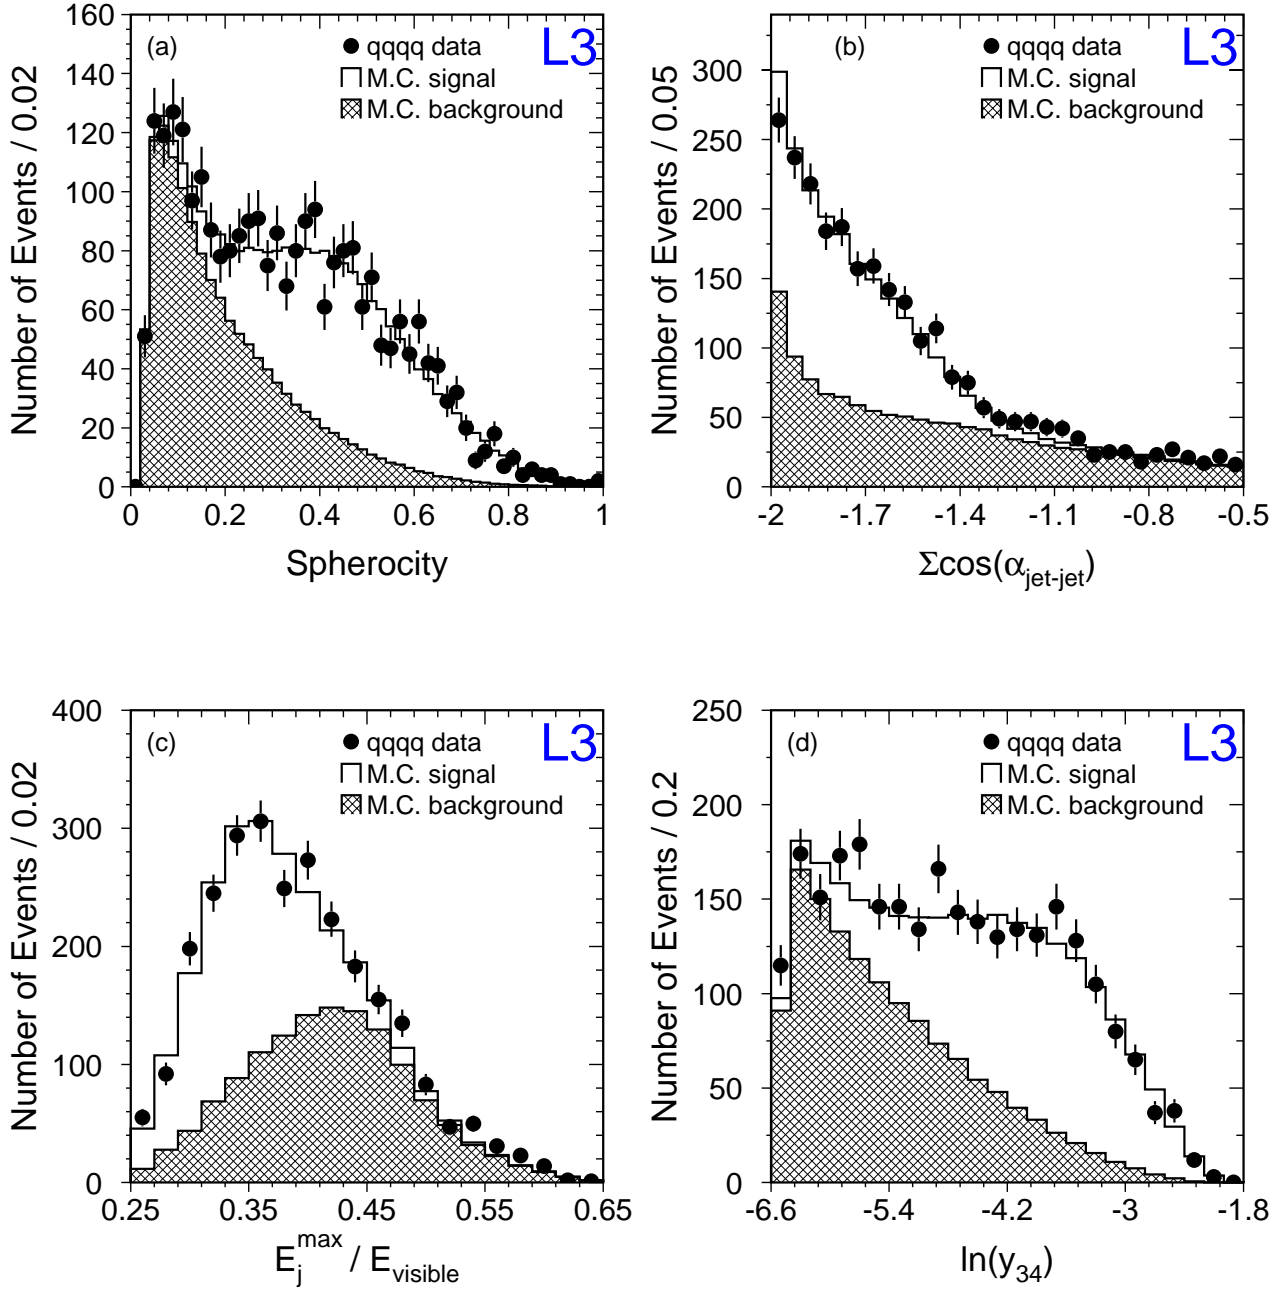 (a)
qqqq data
M.C. signal
M.C. background
L3
Number of Events / 0.02
160
140
120
100
80
60
40
20
0
0 0.2 0.4 0.6 0.8 1
Spherocity
(b)
qqqq data
M.C. signal
M.C. background
L3
Number of Events / 0.05
300
250
200
150
100
50
0
-2 -1.7 -1.4 -1.1 -0.8 -0.5
Σcos(α jet-jet)
(c)
qqqq data
M.C. signal
M.C. background
L3
Number of Events / 0.02
400
300
200
100
0
0.25 0.35 0.45 0.55 0.65
E j max / E visible
(d)
qqqq data
M.C. signal
M.C. background
L3
Number of Events / 0.2
250
200
150
100
50
0
-6.6 -5.4 -4.2 -3 -1.8
ln(y34)